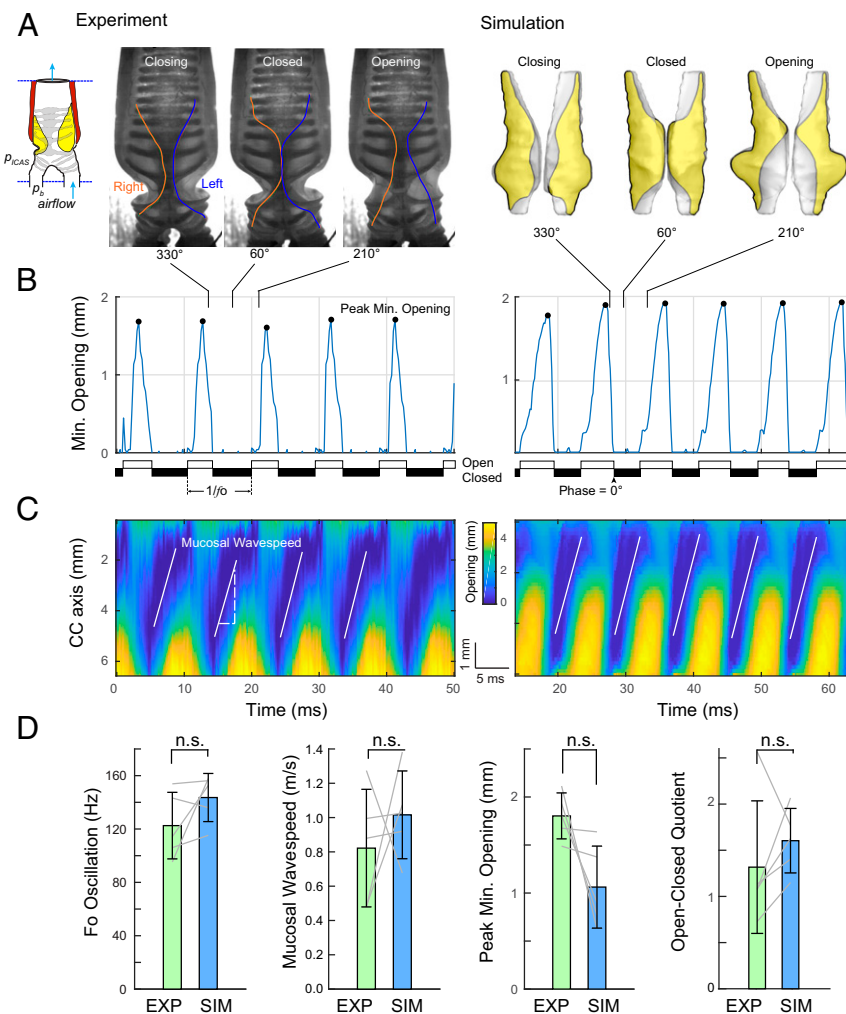 A
Experiment
Simulation
Closing
Closed
Opening
Closing
Closed
Opening
pICAS
pb
airflow
Right
Left
330°
60°
210°
330°
60°
210°
B
Min. Opening (mm)
2
1
0
Peak Min. Opening
2
1
0
Open
Closed
1/fo
Phase = 0°
C
CC axis (mm)
2
4
6
Mucosal Wavespeed
Opening (mm)
4
2
0
1 mm
5 ms
0
10
20
30
40
50
20
30
40
50
60
Time (ms)
Time (ms)
D
Fo Oscillation (Hz)
160
120
80
40
0
n.s.
EXP
SIM
Mucosal Wavespeed (m/s)
1.4
1.2
1.0
0.8
0.6
0.4
0.2
0.0
n.s.
EXP
SIM
Peak Min. Opening (mm)
2
1
0
n.s.
EXP
SIM
Open-Closed Quotient
2
1
0
n.s.
EXP
SIM